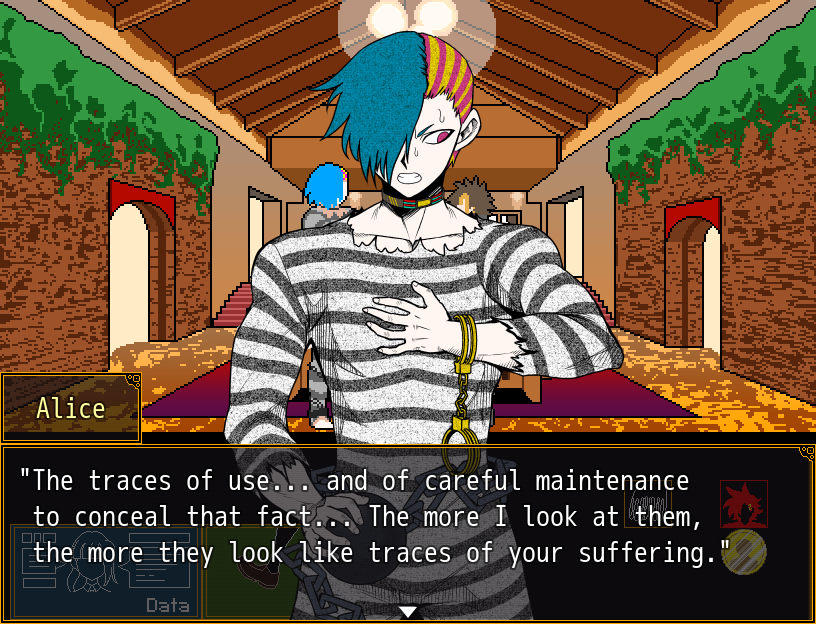 Alice
"The traces of use... and of careful maintenance
to conceal that fact... The more I look at them,
the more they look like traces of your suffering."
Data